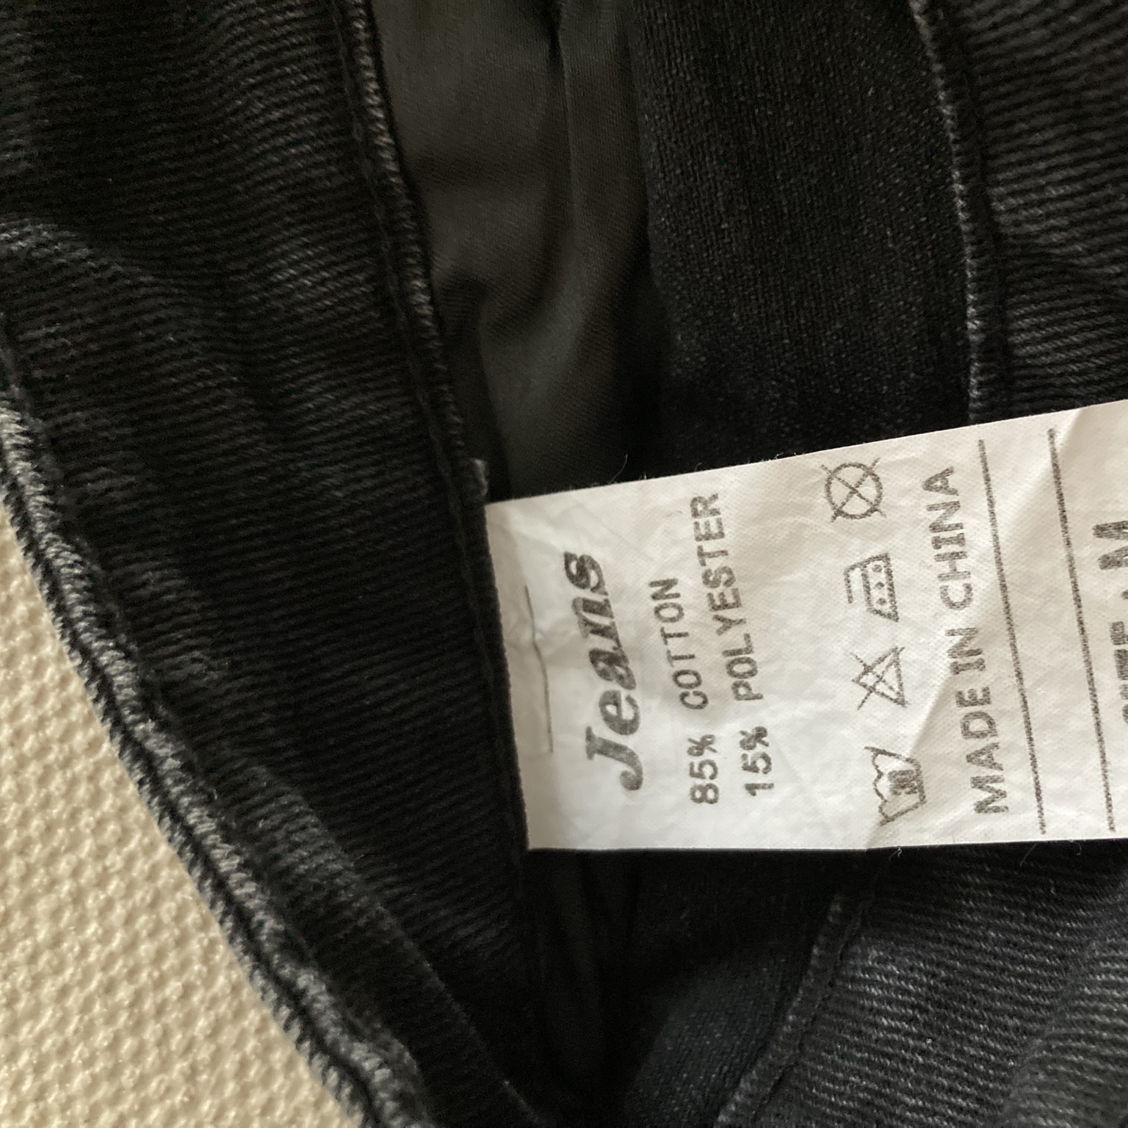 Jeans
85% COTTON
15% POLYESTER
MADE IN CHINA